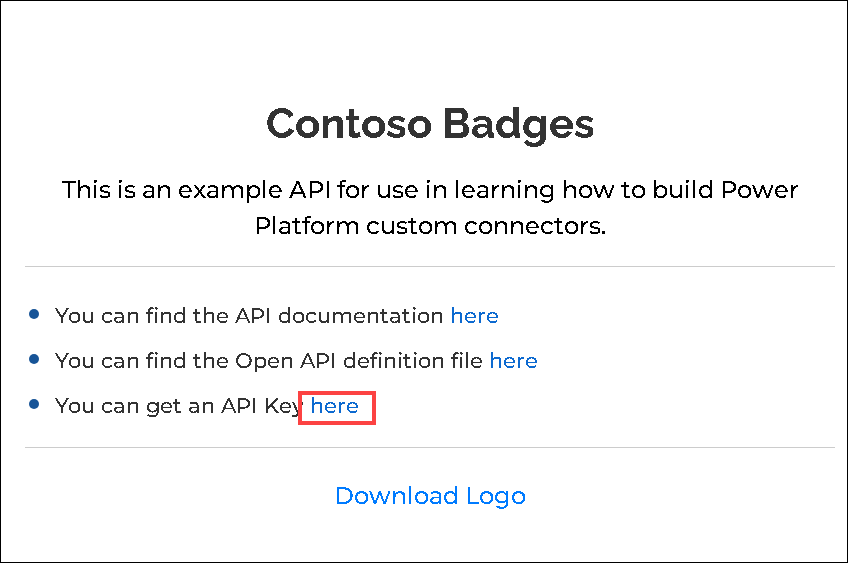 Contoso Badges
This is an example API for use in learning how to build Power
Platform custom connectors.
You can find the API documentation here
You can find the Open API definition file here
You can get an API Key here
Download Logo